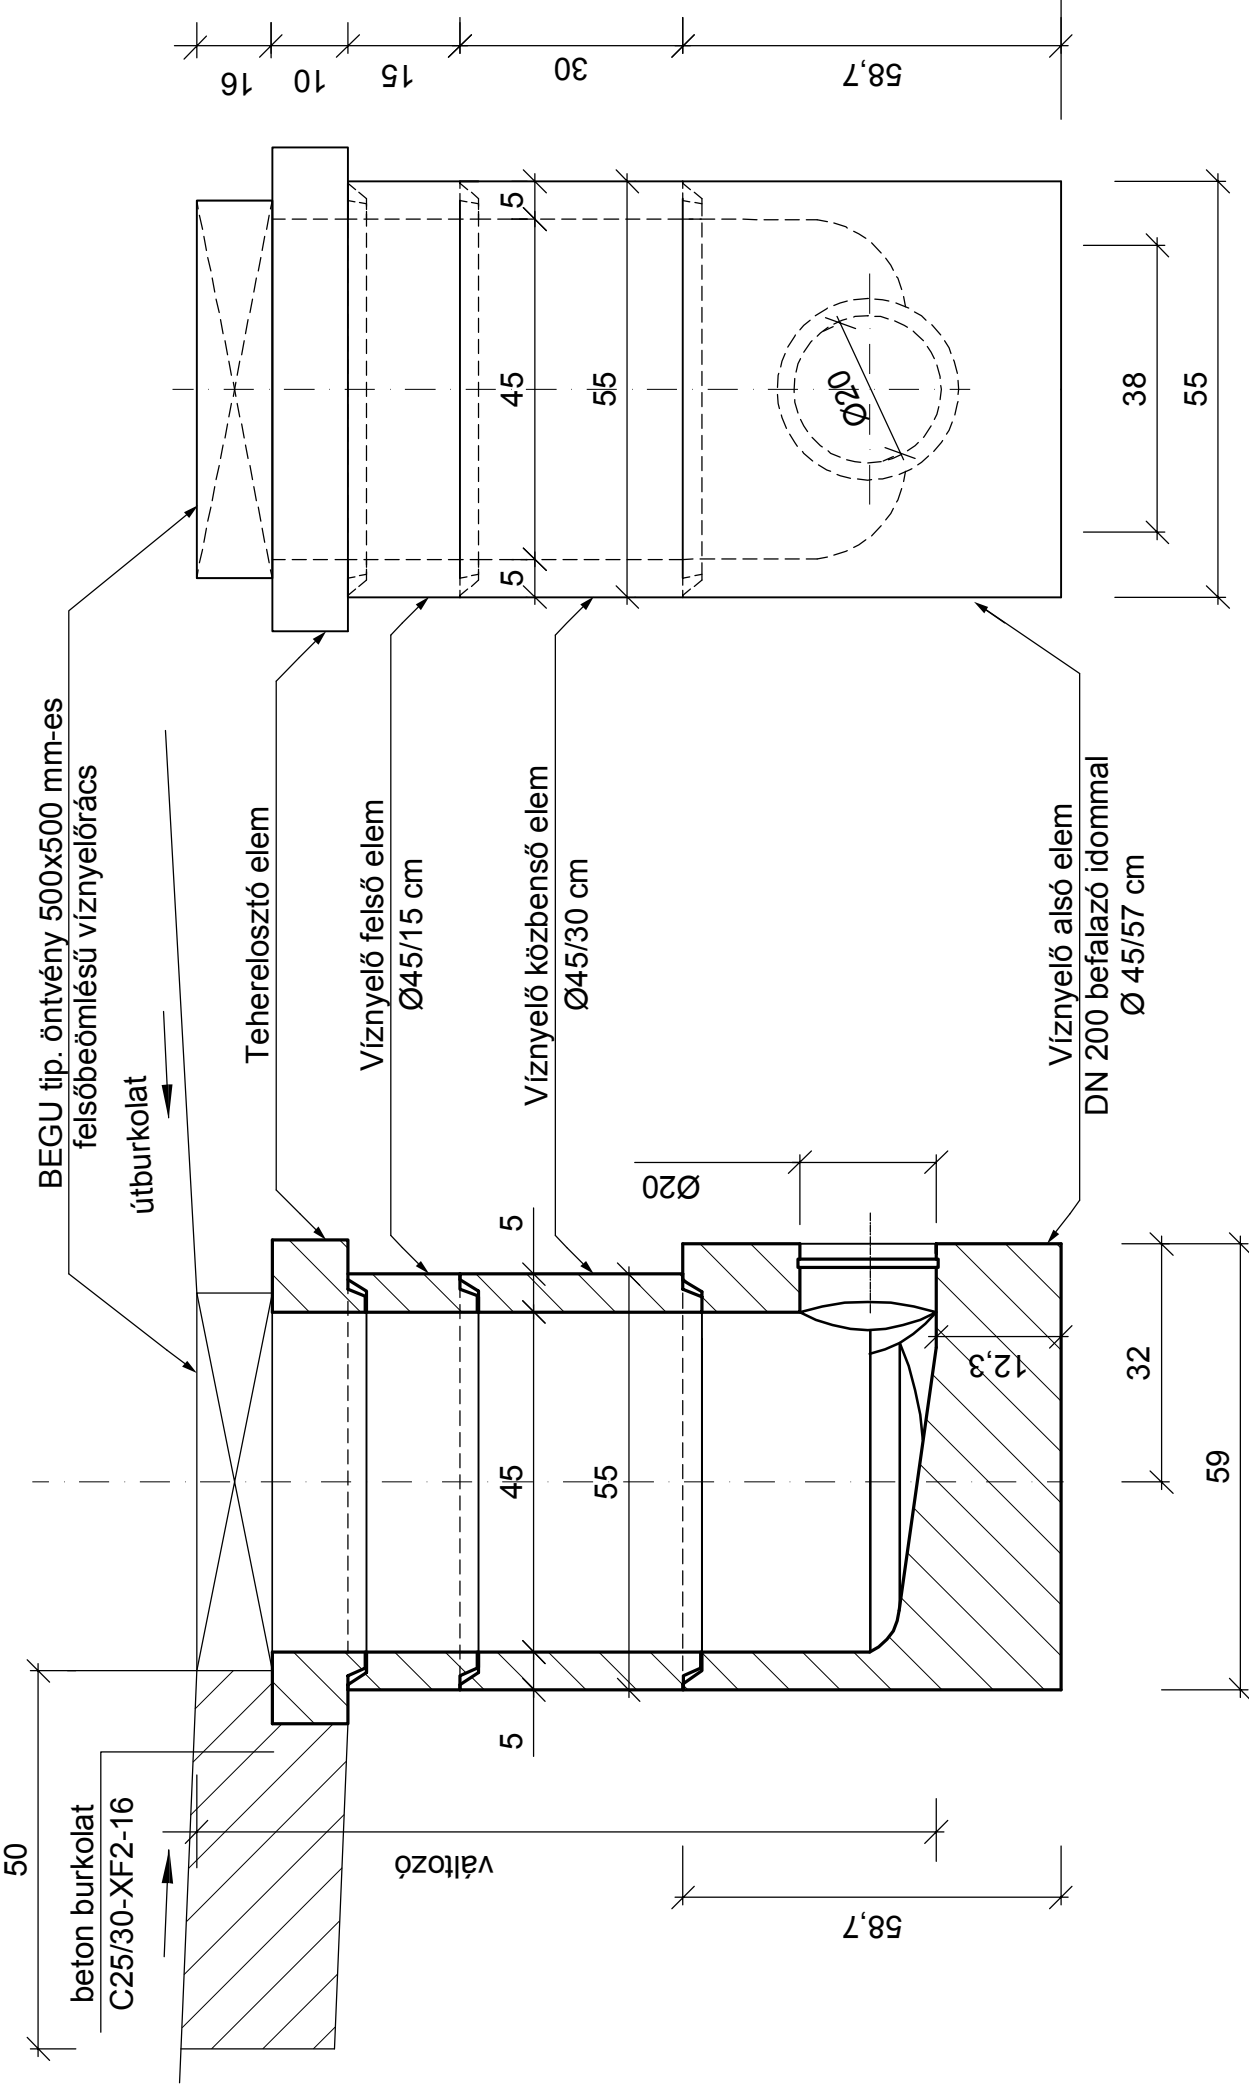 BEGU tip. öntvény 500x500 mm-es
felsőbeömlésű víznyelőrács
útburkolat
Teherelosztó elem
Víznyelő felső elem
Ø45/15 cm
Víznyelő közbenső elem
Ø45/30 cm
Víznyelő alsó elem
DN 200 befalazó idommal
Ø 45/57 cm
beton burkolat
C25/30-XF2-16
50
változó
58,7
5
45
5
55
Ø20
12,3
32
59
16
10
15
30
58,7
5
45
5
55
Ø20
38
55